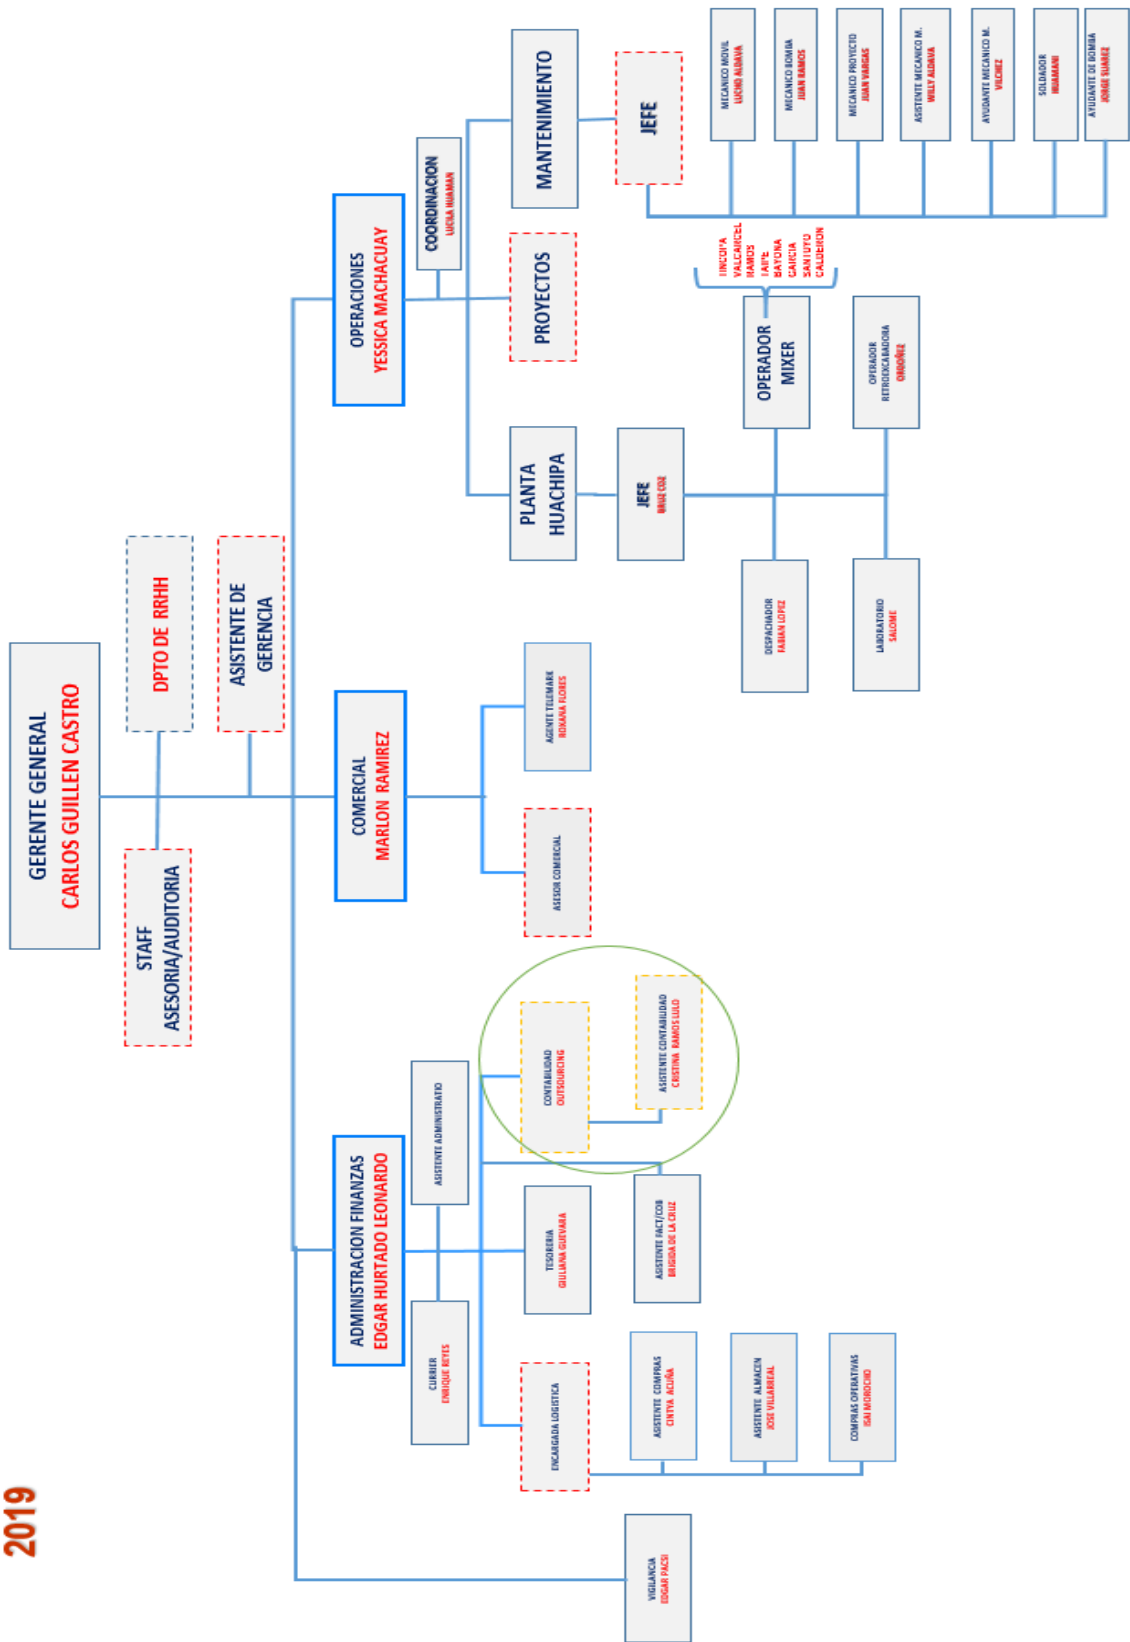 2019
GERENTE GENERAL
CARLOS GUILLEN CASTRO
STAFF
ASESORIA/AUDITORIA
DPTO DE RRHH
ASISTENTE DE
GERENCIA
ADMINISTRACION FINANZAS
EDGAR HURTADO LEONARDO
COMERCIAL
MARLON RAMIREZ
OPERACIONES
YESSICA MACHACUAY
CURRIER
ENRIQUE REYES
ASISTENTE ADMINISTRATIO
COORDINACION
LUCILA HUAMAN
ENCARGADA LOGISTICA
TESORERIA
GIULIANA GUEVARA
CONTABILIDAD
OUTSOURCING
ASESOR COMERCIAL
AGENTE TELEMARK
ROXANA FLORES
PLANTA
HUACHIPA
PROYECTOS
MANTENIMIENTO
VIGILANCIA
EDGAR PACSI
ASISTENTE COMPRAS
CINTYA ACUÑA
ASISTENTE FACT/COB
BRIGIDA DE LA CRUZ
ASISTENTE CONTABILIDAD
CRISTINA RAMOS LULO
JEFE
JEFE
ASISTENTE ALMACEN
JOSE VILLARREAL
COMPRAS OPERATIVAS
ISAI MOROCHO
DESPACHADOR
FABIAN LOPEZ
OPERADOR
MIXER
TINCOPA
VALCARCEL
RAMOS
TAIPE
BAYONA
GARCIA
SANTOYO
CALDERON
LABORATORIO
SALOME
OPERADOR
RETROEXCABADORA
ORDOÑEZ
MECANICO MOVIL
LUCHO ALDAVA
MECANICO BOMBA
JUAN RAMOS
MECANICO PROYECTO
JUAN VARGAS
ASISTENTE MECANICO M.
WILLY ALDAVA
AYUDANTE MECANICO M.
VILCHEZ
SOLDADOR
HUAMANI
AYUDANTE DE BOMBA
JORGE SUAREZ